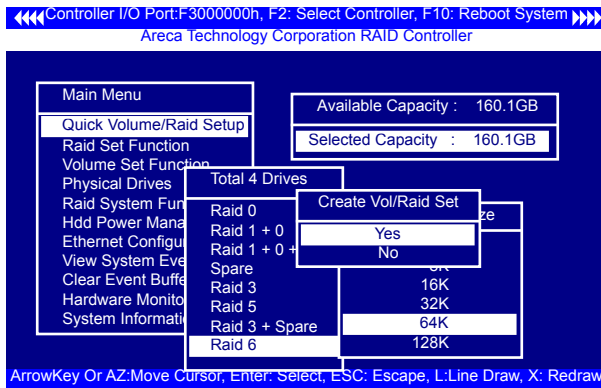 Controller I/O Port:F3000000h, F2: Select Controller, F10: Reboot System
Areca Technology Corporation RAID Controller
Main Menu
Quick Volume/Raid Setup
Raid Set Function
Volume Set Function
Physical Drives
Raid System Fun
Hdd Power Mana
Ethernet Configu
View System Eve
Clear Event Buffe
Hardware Monito
System Informati
Available Capacity : 160.1GB
Selected Capacity : 160.1GB
Total 4 Drives
Raid 0
Raid 1 + 0
Raid 1 + 0 +
Spare
Raid 3
Raid 5
Raid 3 + Spare
Raid 6
Create Vol/Raid Set
Yes
No
ze
16K
32K
64K
128K
ArrowKey Or AZ:Move Cursor, Enter: Select, ESC: Escape, L:Line Draw, X: Redraw